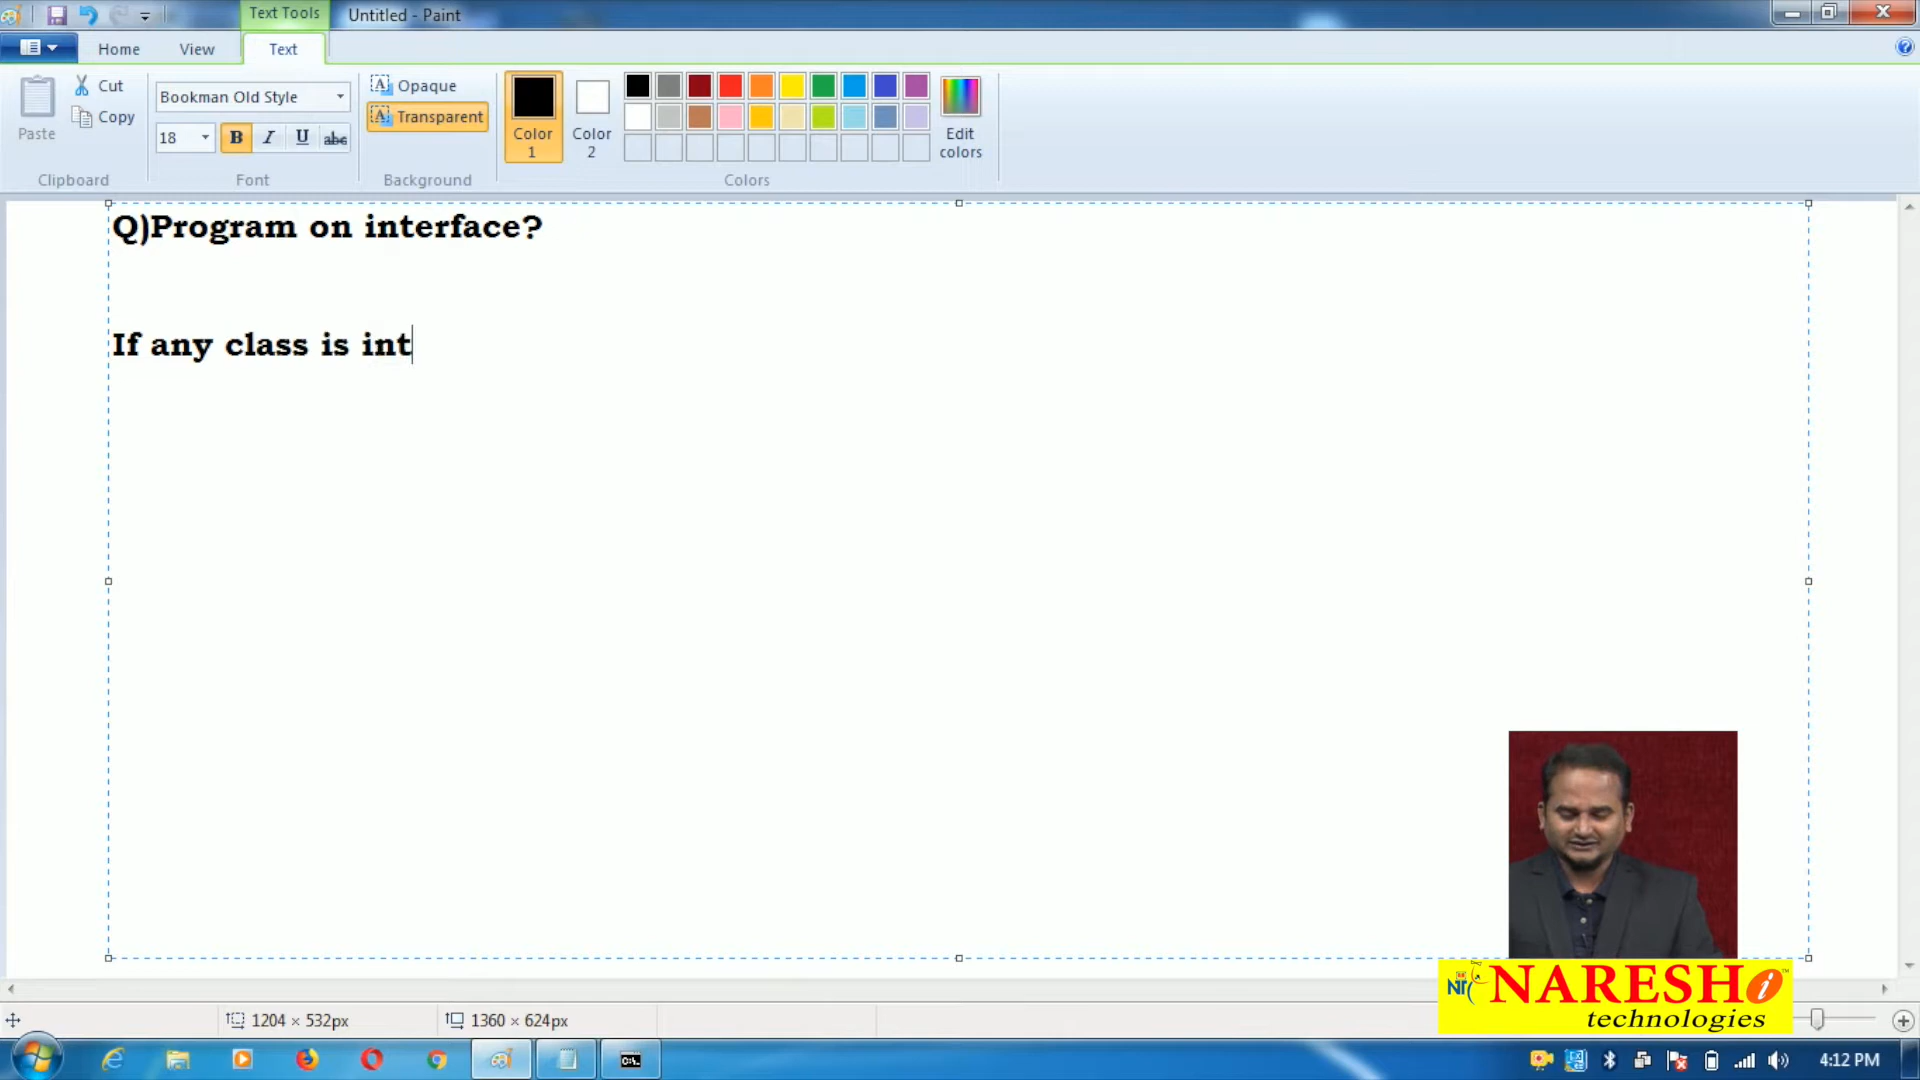 Text Tools
Untitled - Paint
Home
View
Text
Paste
Cut
Copy
Clipboard
Bookman Old Style
18
B
I
U
abc
Font
Opaque
Transparent
Background
Color
1
Color
2
Edit
colors
Colors
Q)Program on interface?
If any class is int
NARESH i
technologies
1204 × 532px
1360 × 624px
4:12 PM